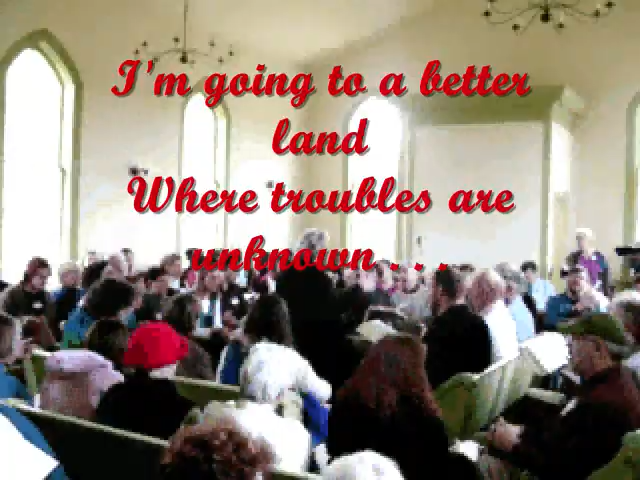 I'm going to a better
land
Where troubles are
unknown . . .